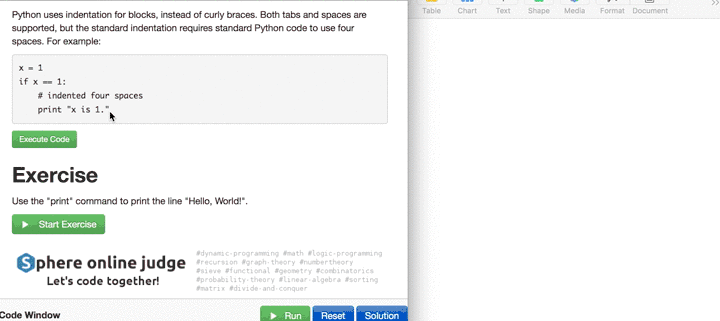 Python uses indentation for blocks, instead of curly braces. Both tabs and spaces are
supported, but the standard indentation requires standard Python code to use four
spaces. For example:
x = 1
if x == 1:
    # indented four spaces
    print "x is 1."
Execute Code
Exercise
Use the "print" command to print the line "Hello, World!".
Start Exercise
Sphere online judge
Let's code together!
#dynamic-programming #math #logic-programming
#recursion #graph-theory #numbertheory
#sieve #functional #geometry #combinatorics
#probability-theory #linear-algebra #sorting
#matrix #divide-and-conquer
Code Window
Run
Reset
Solution
Table
Chart
Text
Shape
Media
Format
Document